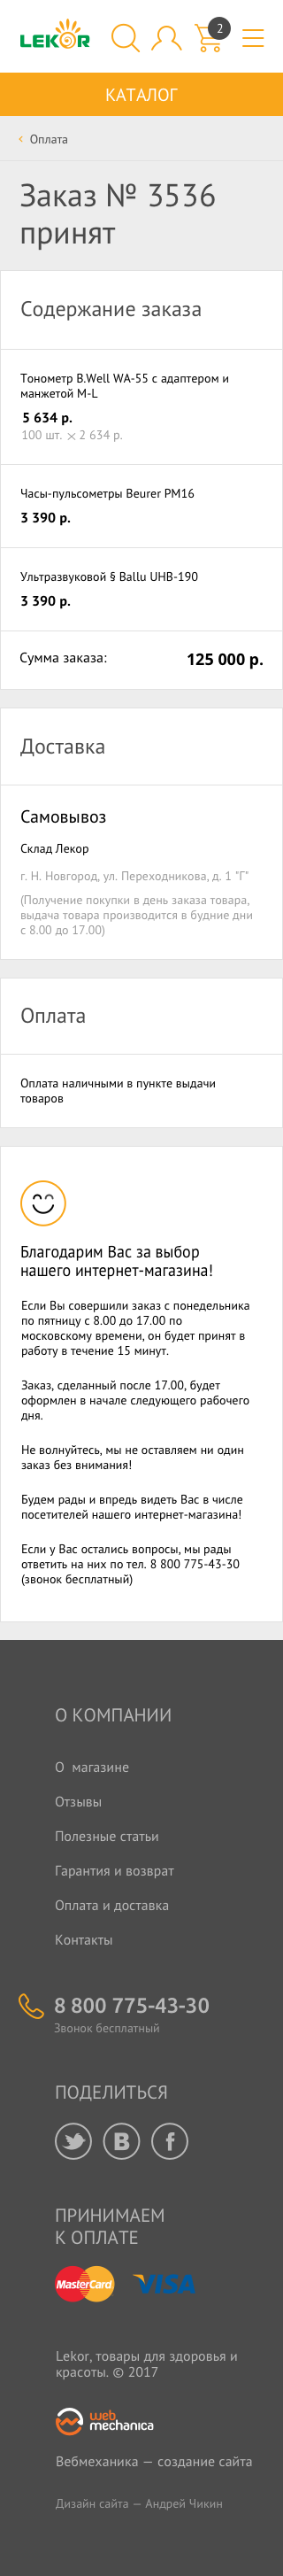 LEKOR
2
КАТАЛОГ
Оплата
Заказ № 3536
принят
Содержание заказа
Тонометр B.Well WA-55 с адаптером и
манжетой M-L
5 634 р.
100 шт. × 2 634 р.
Часы-пульсометры Beurer PM16
3 390 р.
Ультразвуковой § Ballu UHB-190
3 390 р.
Сумма заказа: 125 000 р.
Доставка
Самовывоз
Склад Лекор
г. Н. Новгород, ул. Переходникова, д. 1 "Г"
(Получение покупки в день заказа товара,
выдача товара производится в будние дни
с 8.00 до 17.00)
Оплата
Оплата наличными в пункте выдачи
товаров
Благодарим Вас за выбор
нашего интернет-магазина!
Если Вы совершили заказ с понедельника
по пятницу с 8.00 до 17.00 по
московскому времени, он будет принят в
работу в течение 15 минут.
Заказ, сделанный после 17.00, будет
оформлен в начале следующего рабочего
дня.
Не волнуйтесь, мы не оставляем ни один
заказ без внимания!
Будем рады и впредь видеть Вас в числе
посетителей нашего интернет-магазина!
Если у Вас остались вопросы, мы рады
ответить на них по тел. 8 800 775-43-30
(звонок бесплатный)
О КОМПАНИИ
О магазине
Отзывы
Полезные статьи
Гарантия и возврат
Оплата и доставка
Контакты
8 800 775-43-30
Звонок бесплатный
ПОДЕЛИТЬСЯ
B f
ПРИНИМАЕМ
К ОПЛАТЕ
MasterCard VISA
Lekor, товары для здоровья и
красоты. © 2017
web
mechanica
Вебмеханика — создание сайта
Дизайн сайта — Андрей Чикин